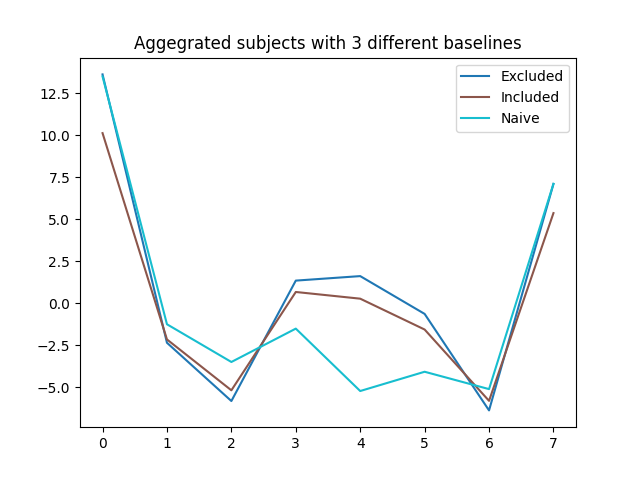 Aggegrated subjects with 3 different baselines
Excluded
Included
Naive
12.5
10.0
7.5
5.0
2.5
0.0
−2.5
−5.0
0 1 2 3 4 5 6 7